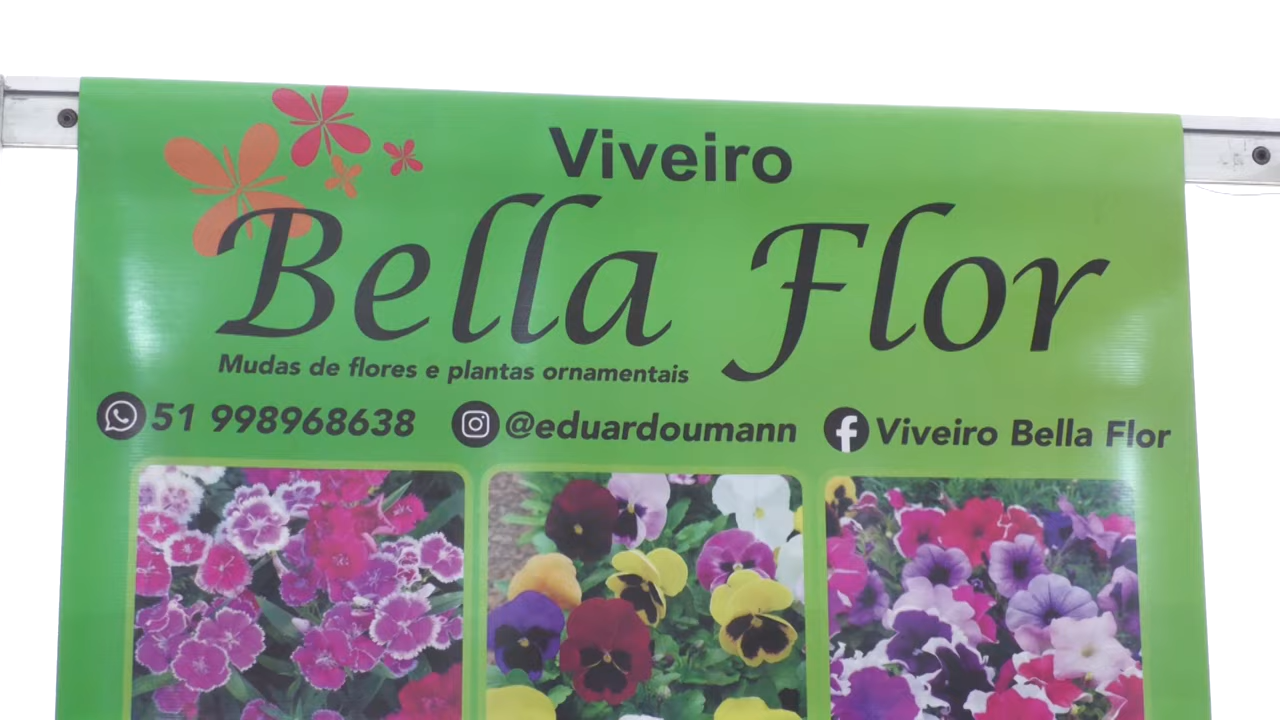 Viveiro
Bella Flor
Mudas de flores e plantas ornamentais
51 998968638 @eduardoumann Viveiro Bella Flor